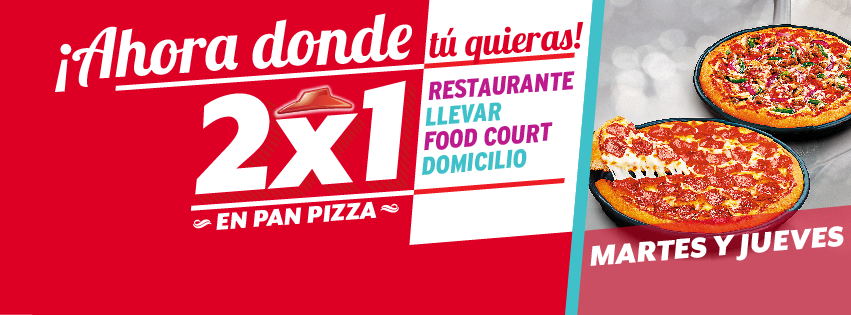 ¡Ahora donde tú quieras!
2x1
EN PAN PIZZA
RESTAURANTE
LLEVAR
FOOD COURT
DOMICILIO
MARTES Y JUEVES